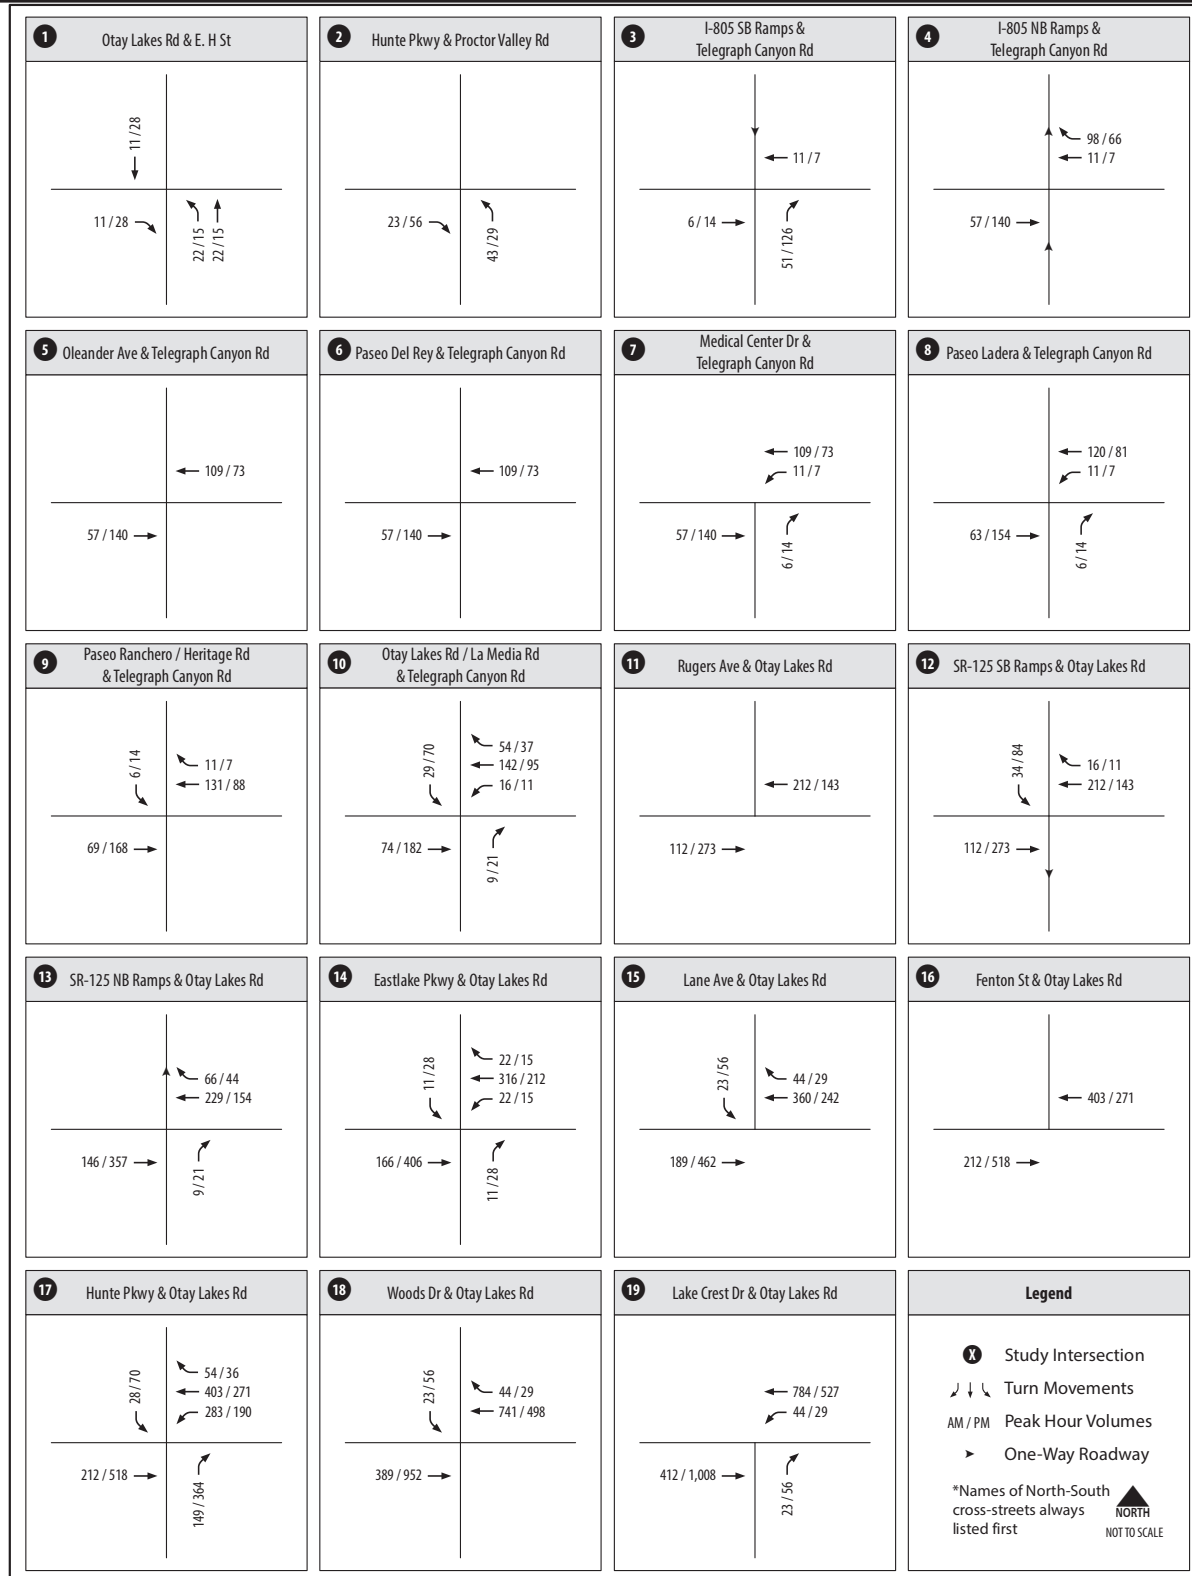 1
Otay Lakes Rd & E. H St
11 / 28
11 / 28
22 / 15
22 / 15
2
Hunte Pkwy & Proctor Valley Rd
23 / 56
43 / 29
3
I-805 SB Ramps &
Telegraph Canyon Rd
11 / 7
6 / 14
51 / 126
4
I-805 NB Ramps &
Telegraph Canyon Rd
98 / 66
11 / 7
57 / 140
5
Oleander Ave & Telegraph Canyon Rd
109 / 73
57 / 140
6
Paseo Del Rey & Telegraph Canyon Rd
109 / 73
57 / 140
7
Medical Center Dr &
Telegraph Canyon Rd
109 / 73
11 / 7
57 / 140
6 / 14
8
Paseo Ladera & Telegraph Canyon Rd
120 / 81
11 / 7
63 / 154
6 / 14
9
Paseo Ranchero / Heritage Rd
& Telegraph Canyon Rd
6 / 14
11 / 7
131 / 88
69 / 168
10
Otay Lakes Rd / La Media Rd
& Telegraph Canyon Rd
29 / 70
54 / 37
142 / 95
16 / 11
74 / 182
9 / 21
11
Rugers Ave & Otay Lakes Rd
212 / 143
112 / 273
12
SR-125 SB Ramps & Otay Lakes Rd
34 / 84
16 / 11
212 / 143
112 / 273
13
SR-125 NB Ramps & Otay Lakes Rd
66 / 44
229 / 154
146 / 357
9 / 21
14
Eastlake Pkwy & Otay Lakes Rd
11 / 28
22 / 15
316 / 212
22 / 15
166 / 406
11 / 28
15
Lane Ave & Otay Lakes Rd
23 / 56
44 / 29
360 / 242
189 / 462
16
Fenton St & Otay Lakes Rd
403 / 271
212 / 518
17
Hunte Pkwy & Otay Lakes Rd
28 / 70
54 / 36
403 / 271
283 / 190
212 / 518
149 / 364
18
Woods Dr & Otay Lakes Rd
23 / 56
44 / 29
741 / 498
389 / 952
19
Lake Crest Dr & Otay Lakes Rd
784 / 527
44 / 29
412 / 1,008
23 / 56
Legend
X Study Intersection
Turn Movements
AM / PM Peak Hour Volumes
One-Way Roadway
*Names of North-South
cross-streets always
listed first
NORTH
NOT TO SCALE